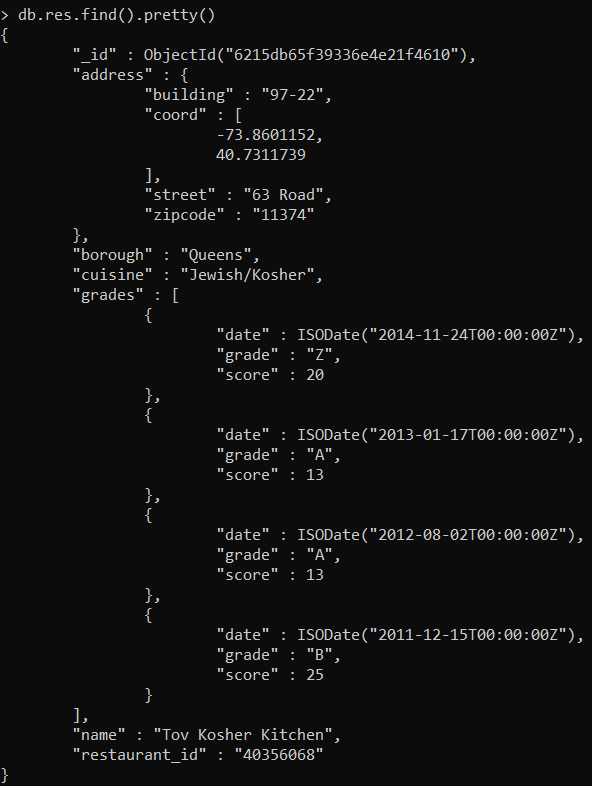 > db.res.find().pretty()
{
        "_id" : ObjectId("6215db65f39336e4e21f4610"),
        "address" : {
                "building" : "97-22",
                "coord" : [
                        -73.8601152,
                        40.7311739
                ],
                "street" : "63 Road",
                "zipcode" : "11374"
        },
        "borough" : "Queens",
        "cuisine" : "Jewish/Kosher",
        "grades" : [
                {
                        "date" : ISODate("2014-11-24T00:00:00Z"),
                        "grade" : "Z",
                        "score" : 20
                },
                {
                        "date" : ISODate("2013-01-17T00:00:00Z"),
                        "grade" : "A",
                        "score" : 13
                },
                {
                        "date" : ISODate("2012-08-02T00:00:00Z"),
                        "grade" : "A",
                        "score" : 13
                },
                {
                        "date" : ISODate("2011-12-15T00:00:00Z"),
                        "grade" : "B",
                        "score" : 25
                }
        ],
        "name" : "Tov Kosher Kitchen",
        "restaurant_id" : "40356068"
}